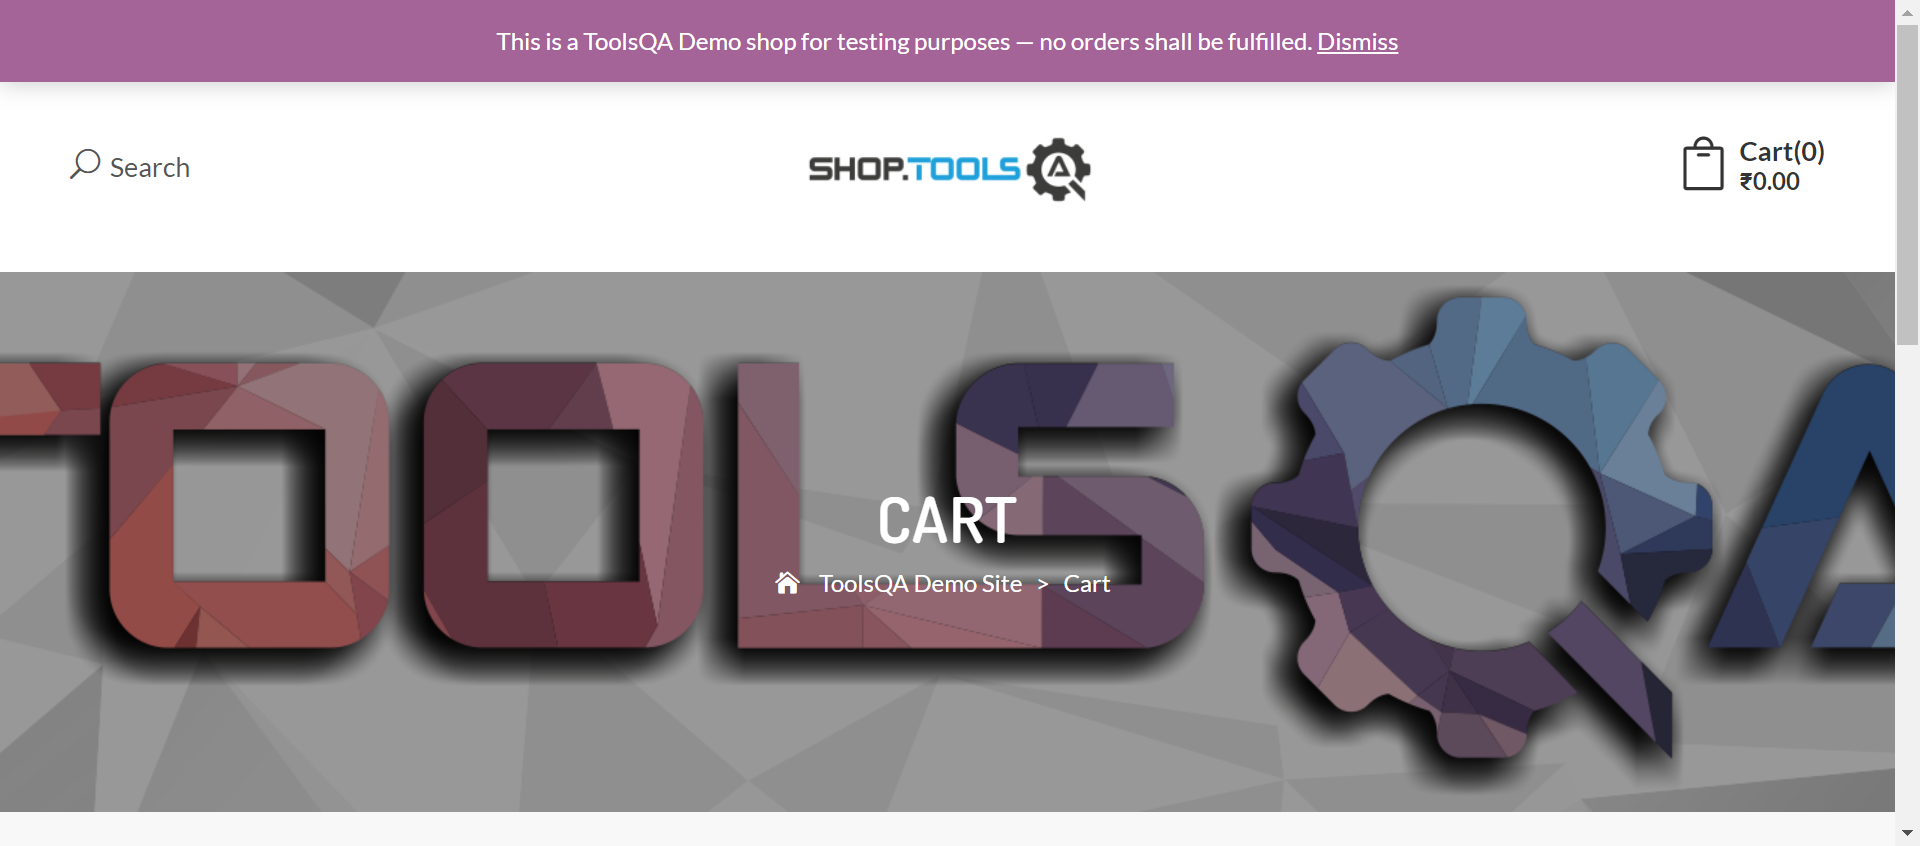 This is a ToolsQA Demo shop for testing purposes — no orders shall be fulfilled. Dismiss
Search
SHOP.TOOLSQA
Cart(0)
₹0.00
TOOLSQA
CART
ToolsQA Demo Site > Cart